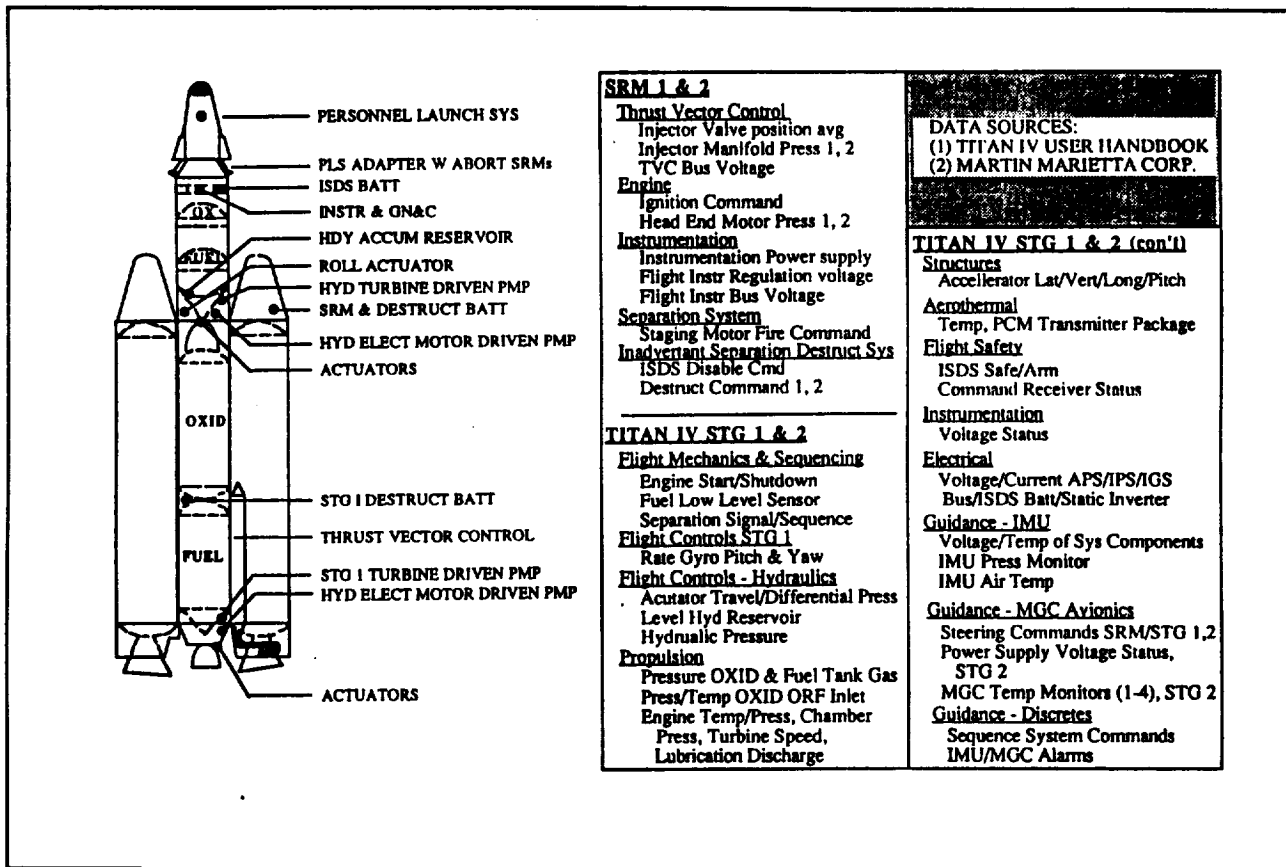 PERSONNEL LAUNCH SYS
PLS ADAPTER W ABORT SRMs
ISDS BATT
INSTR & GN&C
HDY ACCUM RESERVOIR
ROLL ACTUATOR
HYD TURBINE DRIVEN PMP
SRM & DESTRUCT BATT
HYD ELECT MOTOR DRIVEN PMP
ACTUATORS
STG 1 DESTRUCT BATT
THRUST VECTOR CONTROL
STG 1 TURBINE DRIVEN PMP
HYD ELECT MOTOR DRIVEN PMP
ACTUATORS
OX
FUEL
OXID
FUEL
SRM 1 & 2
Thrust Vector Control
Injector Valve position avg
Injector Manifold Press 1, 2
TVC Bus Voltage
Engine
Ignition Command
Head End Motor Press 1, 2
Instrumentation
Instrumentation Power supply
Flight Instr Regulation voltage
Flight Instr Bus Voltage
Separation System
Staging Motor Fire Command
Inadvertant Separation Destruct Sys
ISDS Disable Cmd
Destruct Command 1, 2
TITAN IV STG 1 & 2
Flight Mechanics & Sequencing
Engine Start/Shutdown
Fuel Low Level Sensor
Separation Signal/Sequence
Flight Controls STG 1
Rate Gyro Pitch & Yaw
Flight Controls - Hydraulics
Acutator Travel/Differential Press
Level Hyd Reservoir
Hydrualic Pressure
Propulsion
Pressure OXID & Fuel Tank Gas
Press/Temp OXID ORF Inlet
Engine Temp/Press, Chamber
Press, Turbine Speed,
Lubrication Discharge
DATA SOURCES:
(1) TITAN IV USER HANDBOOK
(2) MARTIN MARIETTA CORP.
TITAN IV STG 1 & 2 (con't)
Structures
Accellerator Lat/Vert/Long/Pitch
Aerothermal
Temp, PCM Transmitter Package
Flight Safety
ISDS Safe/Arm
Command Receiver Status
Instrumentation
Voltage Status
Electrical
Voltage/Current APS/IPS/IGS
Bus/ISDS Batt/Static Inverter
Guidance - IMU
Voltage/Temp of Sys Components
IMU Press Monitor
IMU Air Temp
Guidance - MGC Avionics
Steering Commands SRM/STG 1,2
Power Supply Voltage Status,
STG 2
MGC Temp Monitors (1-4), STG 2
Guidance - Discretes
Sequence System Commands
IMU/MGC Alarms